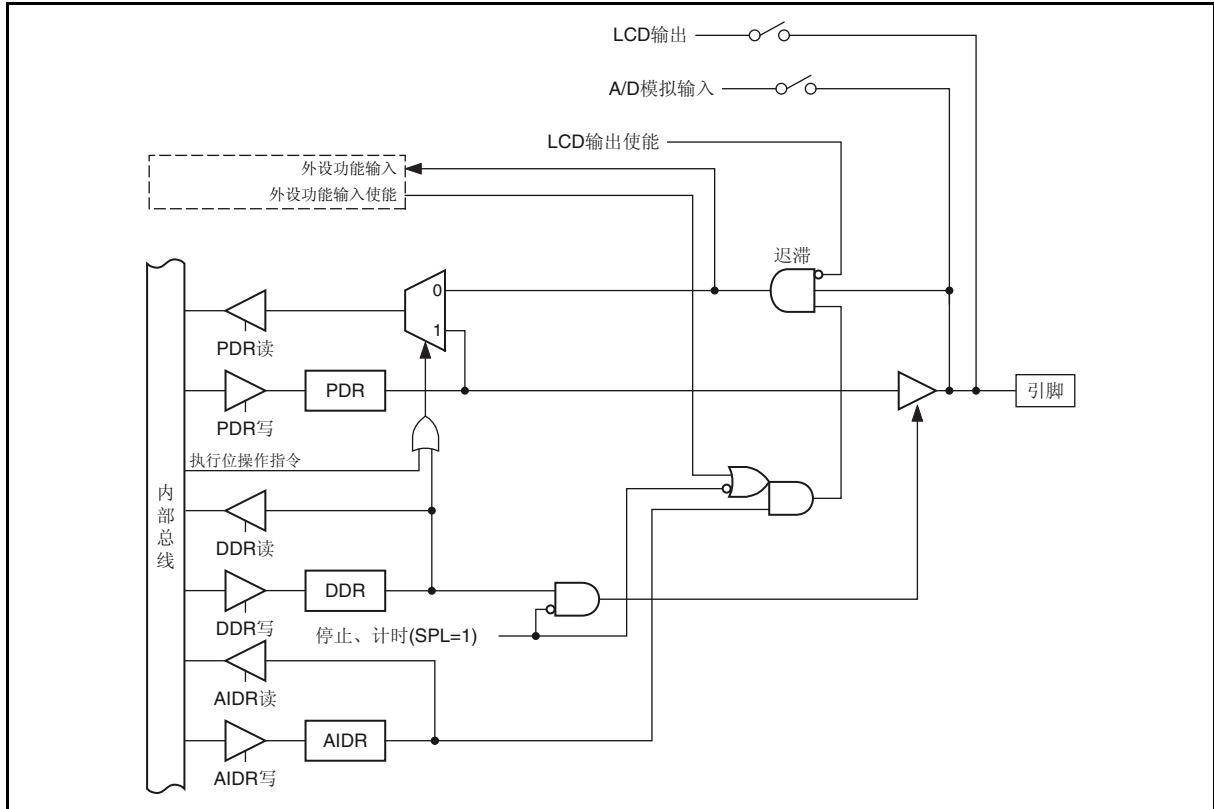 LCD输出
A/D模拟输入
LCD输出使能
外设功能输入
外设功能输入使能
迟滞
0
1
PDR读
PDR
引脚
PDR写
执行位操作指令
内部总线
DDR读
DDR
DDR写
停止、计时(SPL=1)
AIDR读
AIDR
AIDR写